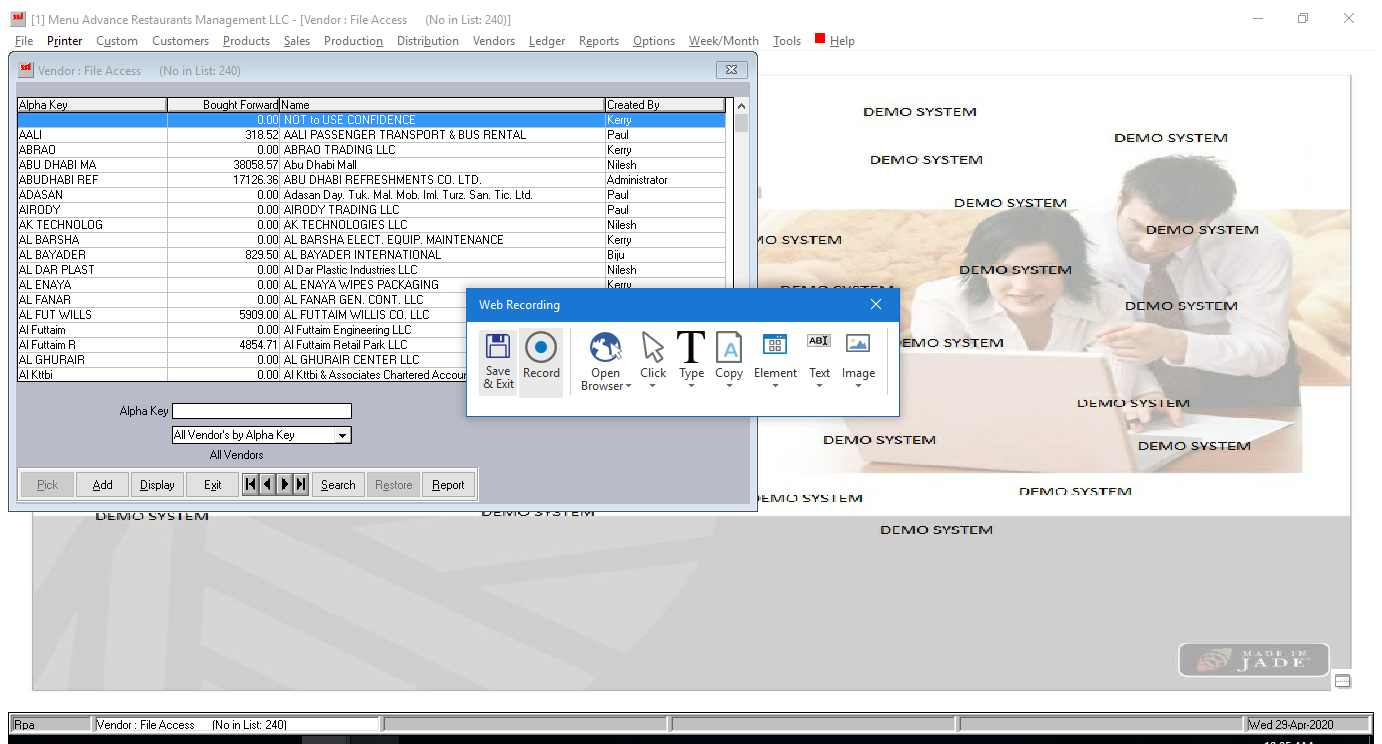 [1] Menu Advance Restaurants Management LLC - [Vendor : File Access (No in List: 240)]
File Printer Custom Customers Products Sales Production Distribution Vendors Ledger Reports Options Week/Month Tools Help
Vendor : File Access (No in List: 240)
Alpha Key Bought Forward Name Created By
0.00 NOT to USE CONFIDENCE Kerry
AALI 318.52 AALI PASSENGER TRANSPORT & BUS RENTAL Paul
ABRAO 0.00 ABRAO TRADING LLC Kerry
ABU DHABI MA 38058.57 Abu Dhabi Mall Nilesh
ABUDHABI REF 17126.36 ABU DHABI REFRESHMENTS CO. LTD. Administrator
ADASAN 0.00 Adasan Day. Tuk. Mal. Mob. Iml. Turz. San. Tic. Ltd. Paul
AIRODY 0.00 AIRODY TRADING LLC Paul
AK TECHNOLOG 0.00 AK TECHNOLOGIES LLC Nilesh
AL BARSHA 0.00 AL BARSHA ELECT. EQUIP. MAINTENANCE Kerry
AL BAYADER 829.50 AL BAYADER INTERNATIONAL Biju
AL DAR PLAST 0.00 Al Dar Plastic Industries LLC Nilesh
AL ENAYA 0.00 AL ENAYA WIPES PACKAGING Kerry
AL FANAR 0.00 AL FANAR GEN. CONT. LLC
AL FUT WILLS 5909.00 AL FUTTAIM WILLIS CO. LLC
Al Futtaim 0.00 Al Futtaim Engineering LLC
Al Futtaim R 4854.71 Al Futtaim Retail Park LLC
AL GHURAIR 0.00 AL GHURAIR CENTER LLC
Al Kttbi 0.00 Al Kttbi & Associates Chartered Accour
Alpha Key
All Vendor's by Alpha Key
All Vendors
Pick Add Display Exit Search Restore Report
Web Recording
Save & Exit Record Open Browser Click Type Copy Element Text Image
ABI
DEMO SYSTEM
DEMO SYSTEM
DEMO SYSTEM
DEMO SYSTEM
DEMO SYSTEM
MO SYSTEM
DEMO SYSTEM
DEMO SYSTEM
DEMO SYSTEM
EMO SYSTEM
DEMO SYSTEM
DEMO SYSTEM
DEMO SYSTEM
DEMO SYSTEM
EMO SYSTEM
DEMO SYSTEM
DEMO SYSTEM
DEMO SYSTEM
MADE IN
JADE
Rpa Vendor : File Access (No in List: 240) Wed 29-Apr-2020